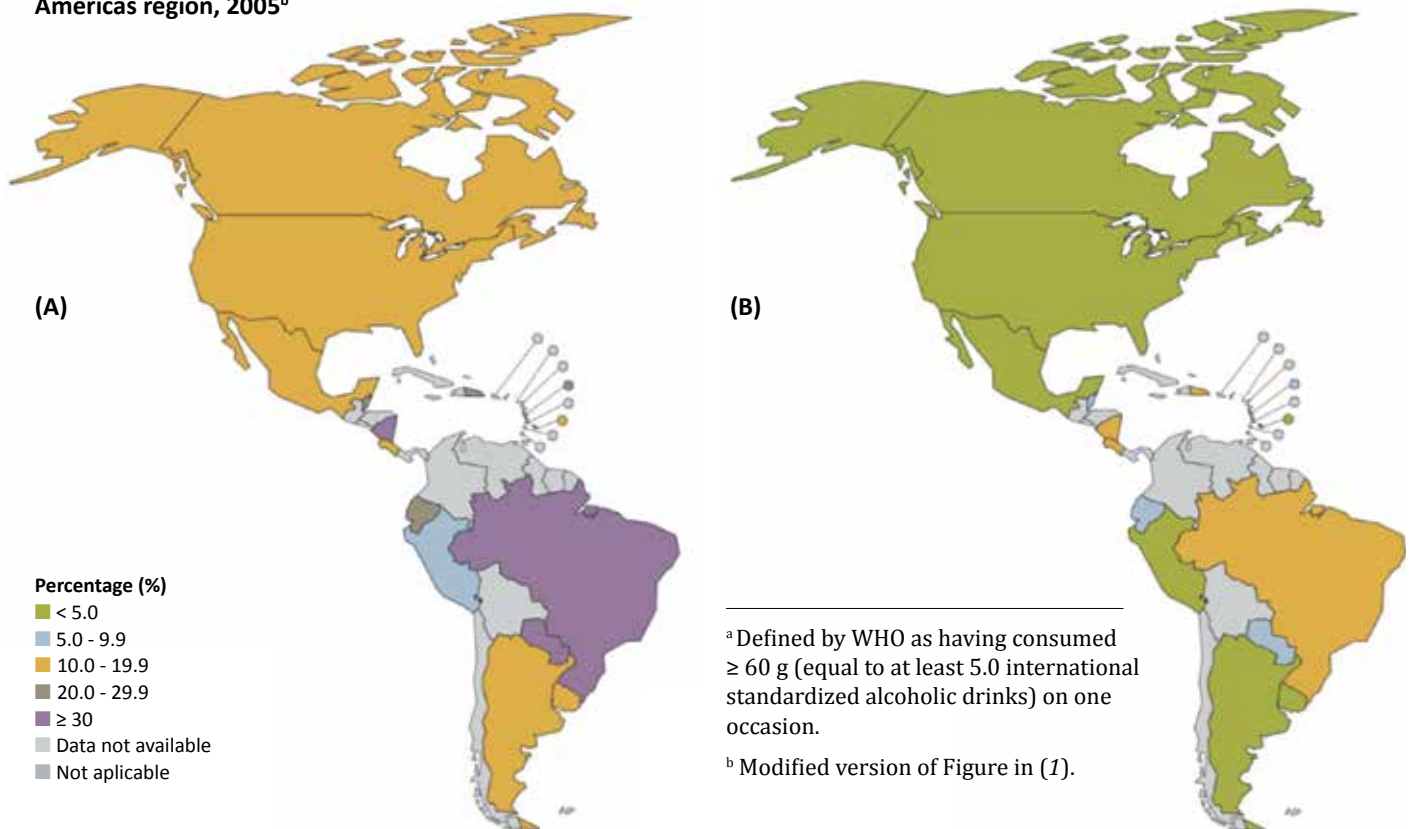 Americas region, 2005ᵇ
(A)
(B)
Percentage (%)
< 5.0
5.0 - 9.9
10.0 - 19.9
20.0 - 29.9
≥ 30
Data not available
Not aplicable
ᵃ Defined by WHO as having consumed
≥ 60 g (equal to at least 5.0 international
standardized alcoholic drinks) on one
occasion.
ᵇ Modified version of Figure in (1).